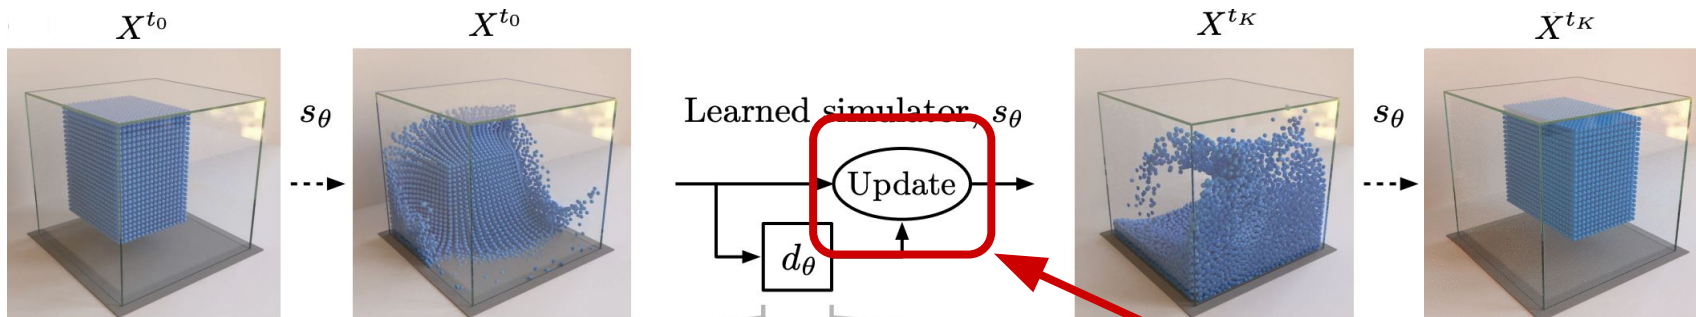 X^{t_0}
X^{t_0}
X^{t_K}
X^{t_K}
s_θ
Learned simulator, s_θ
s_θ
Update
d_θ